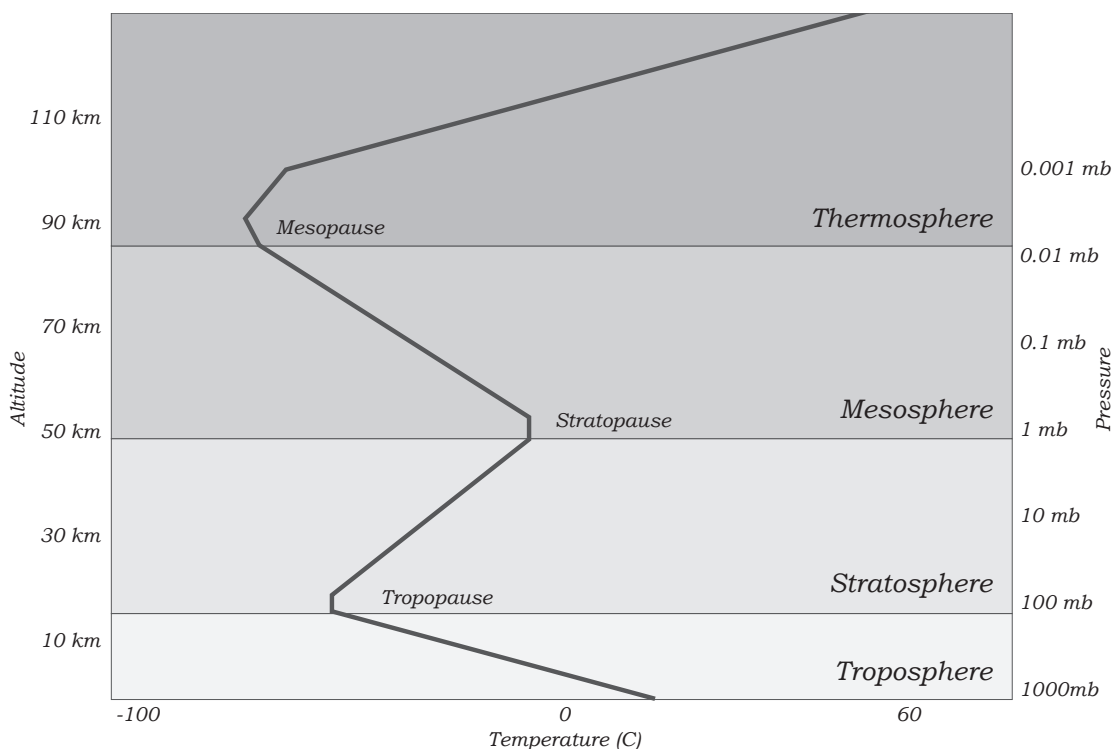 110 km
0.001 mb
90 km
Mesopause
Thermosphere
0.01 mb
70 km
0.1 mb
Altitude
Pressure
Mesosphere
Stratopause
50 km
1 mb
30 km
10 mb
Stratosphere
Tropopause
100 mb
10 km
Troposphere
1000mb
-100
0
60
Temperature (C)